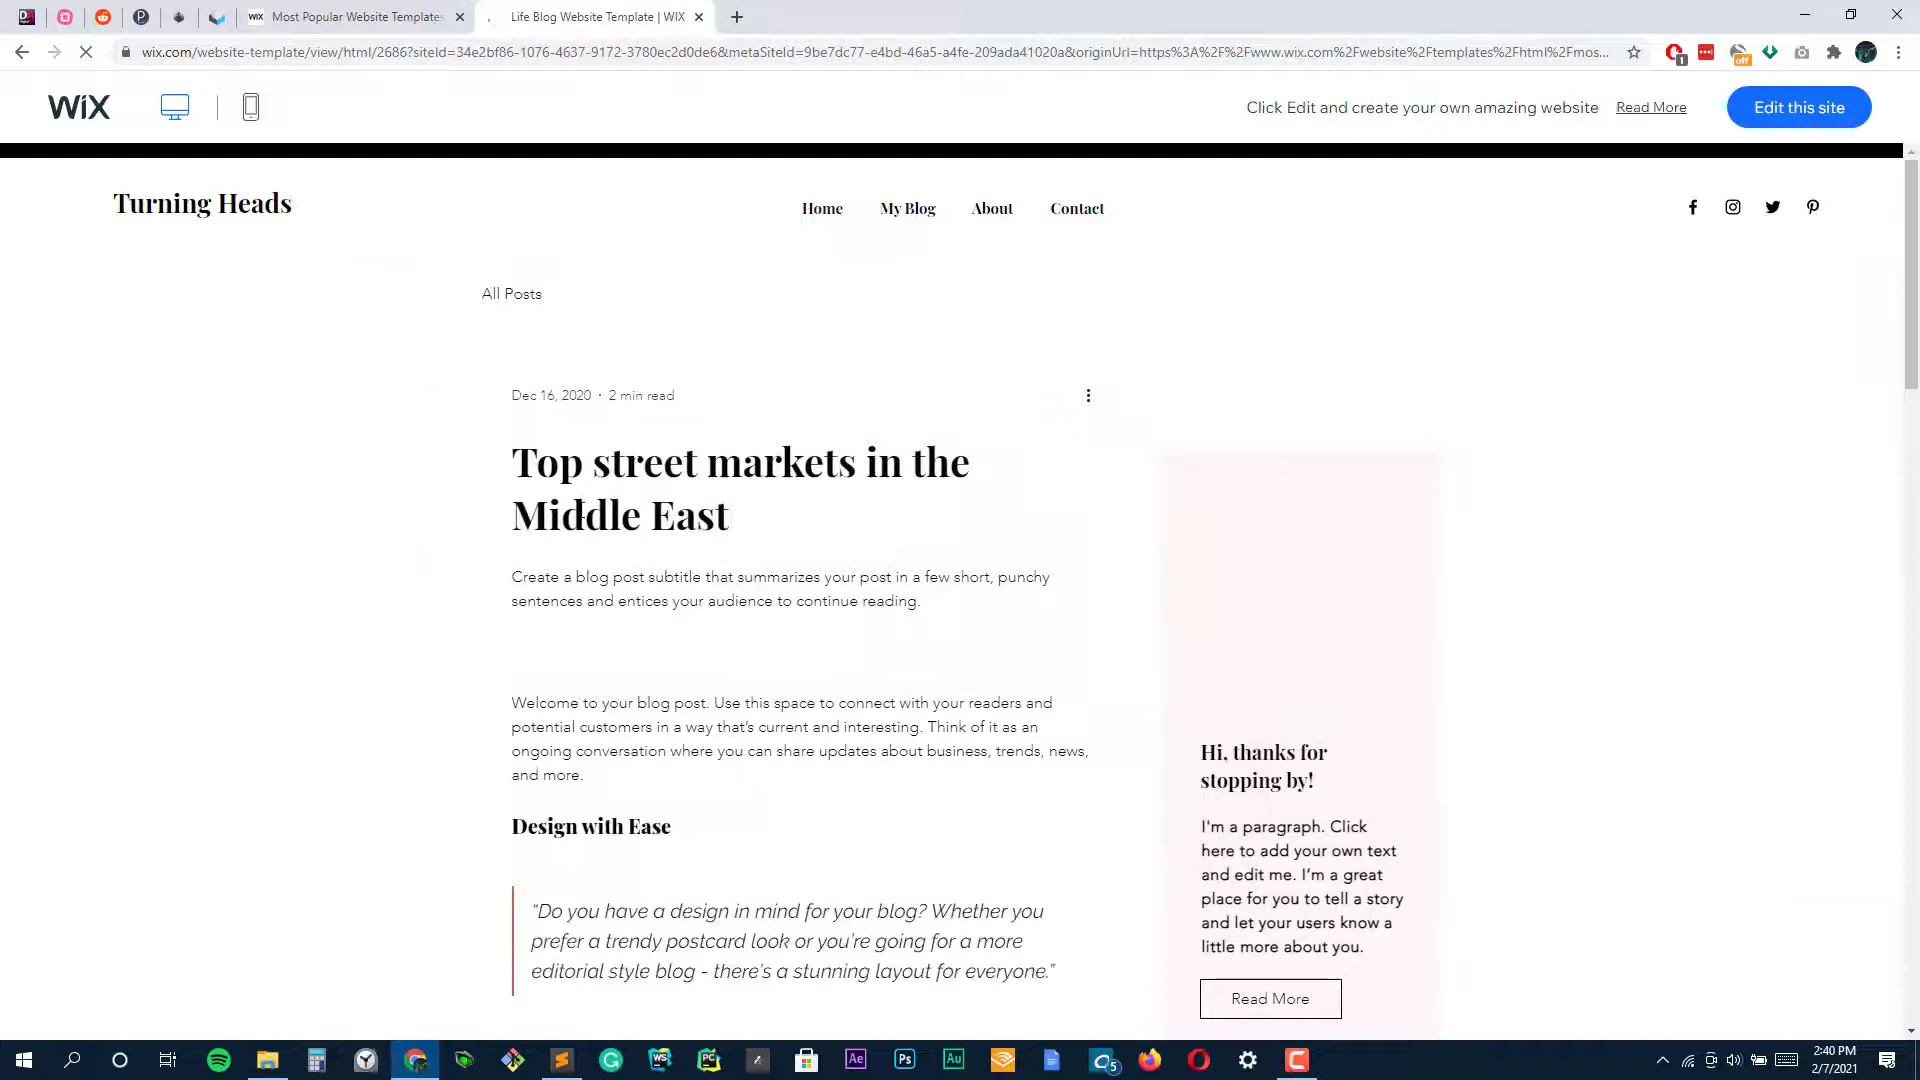 WiX Most Popular Website Templates
Life Blog Website Template | WIX
wix.com/website-template/view/html/2686?siteId=34e2bf86-1076-4637-9172-3780ec2d0de6&metaSiteId=9be7dc77-e4bd-46a5-a4fe-209ada41020a&originUrl=https%3A%2F%2Fwww.wix.com%2Fwebsite%2Ftemplates%2Fhtml%2Fmos...
1
off
WiX
Click Edit and create your own amazing website Read More
Edit this site
Turning Heads
Home My Blog About Contact
All Posts
Dec 16, 2020 · 2 min read
Top street markets in the
Middle East
Create a blog post subtitle that summarizes your post in a few short, punchy
sentences and entices your audience to continue reading.
Welcome to your blog post. Use this space to connect with your readers and
potential customers in a way that’s current and interesting. Think of it as an
ongoing conversation where you can share updates about business, trends, news,
and more.
Design with Ease
“Do you have a design in mind for your blog? Whether you
prefer a trendy postcard look or you’re going for a more
editorial style blog - there’s a stunning layout for everyone.”
Hi, thanks for
stopping by!
I'm a paragraph. Click
here to add your own text
and edit me. I’m a great
place for you to tell a story
and let your users know a
little more about you.
Read More
WS
PC
Ae
Ps
Au
5
2:40 PM
2/7/2021